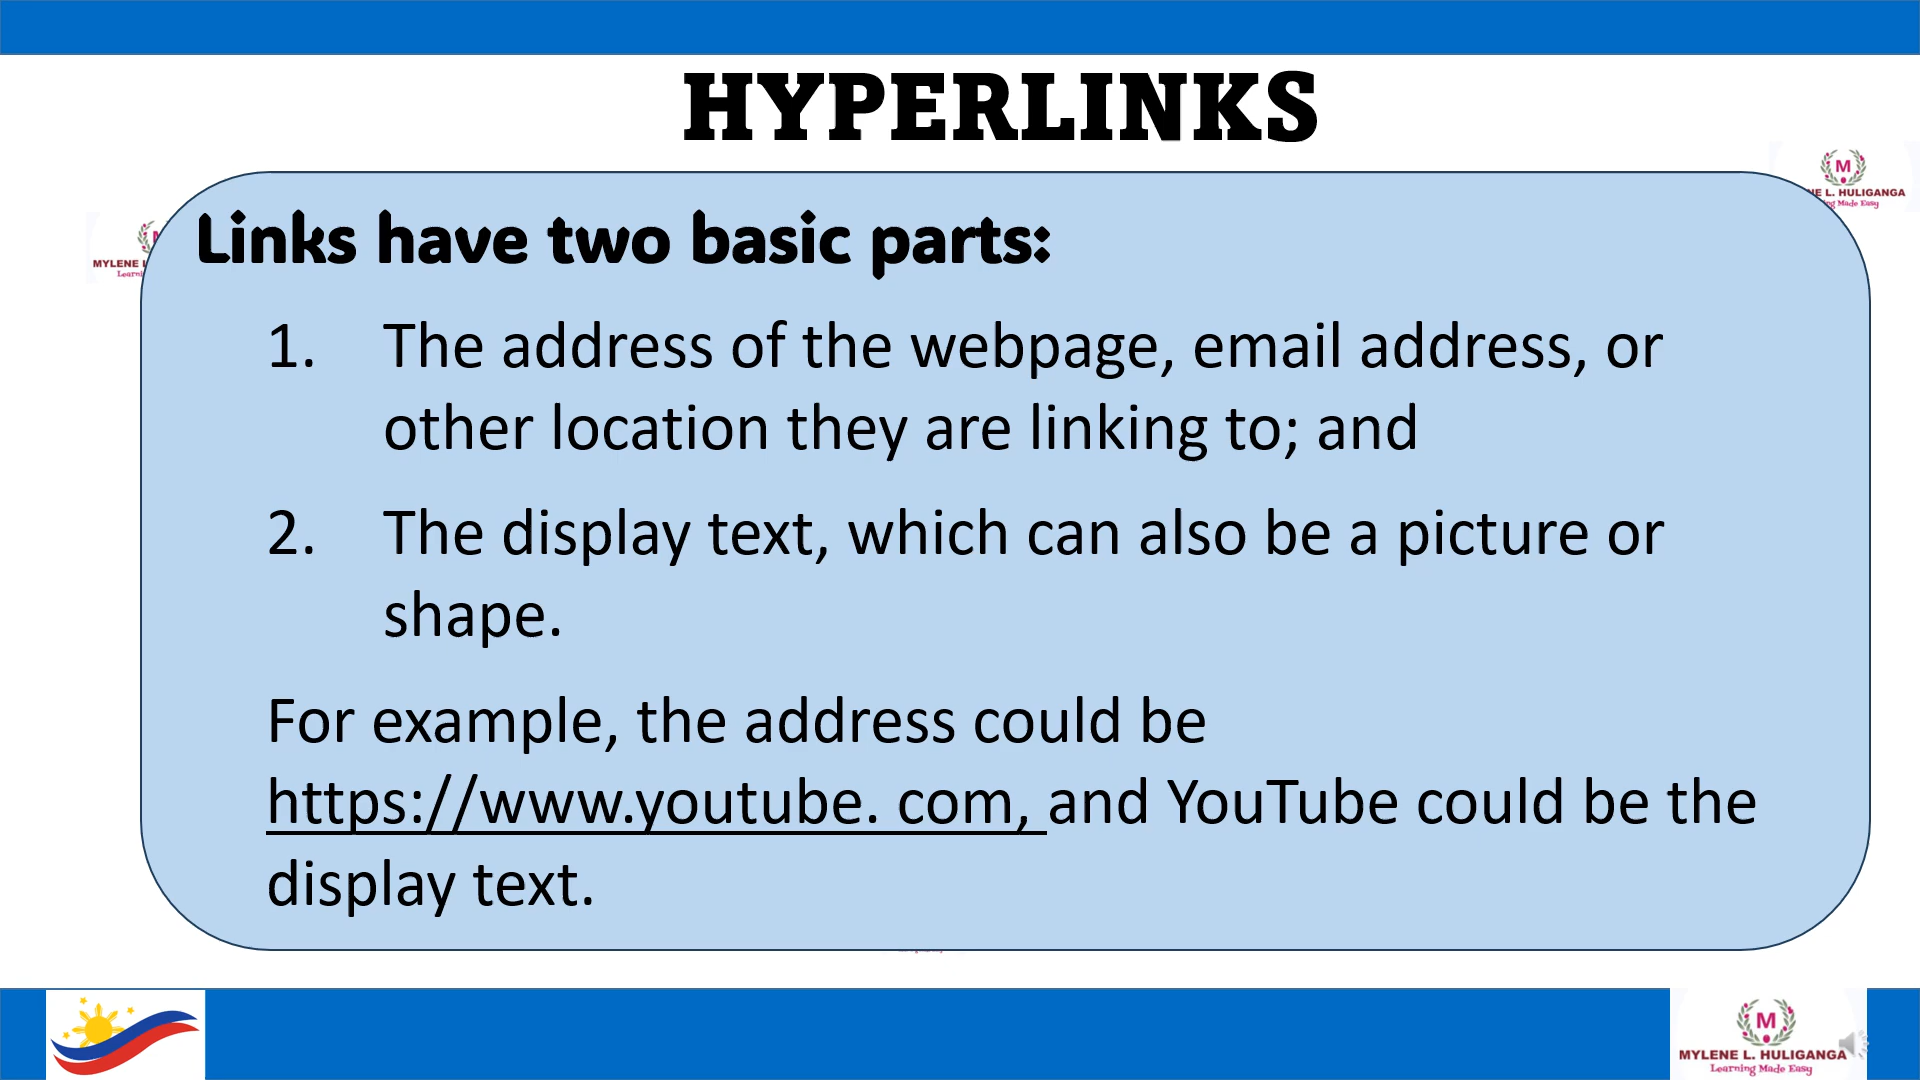 HYPERLINKS
M
NE L. HULIGANGA
ng Made Easy
Links have two basic parts:
MYLENE
Learni
1. The address of the webpage, email address, or
other location they are linking to; and
2. The display text, which can also be a picture or
shape.
For example, the address could be
https://www.youtube. com, and YouTube could be the
display text.
M
MYLENE L. HULIGANGA
Learning Made Easy